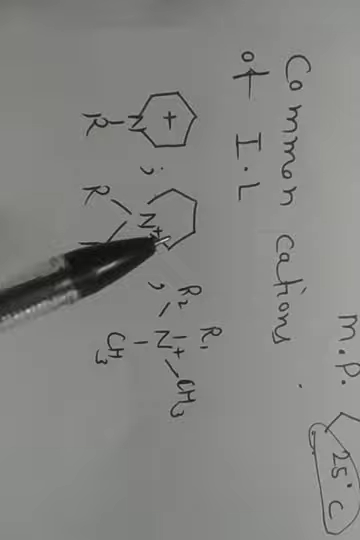 M.P. < 25°C
Common cations
of I.L
R N + ; R N+ , R2 R1 N+ CH3 CH3